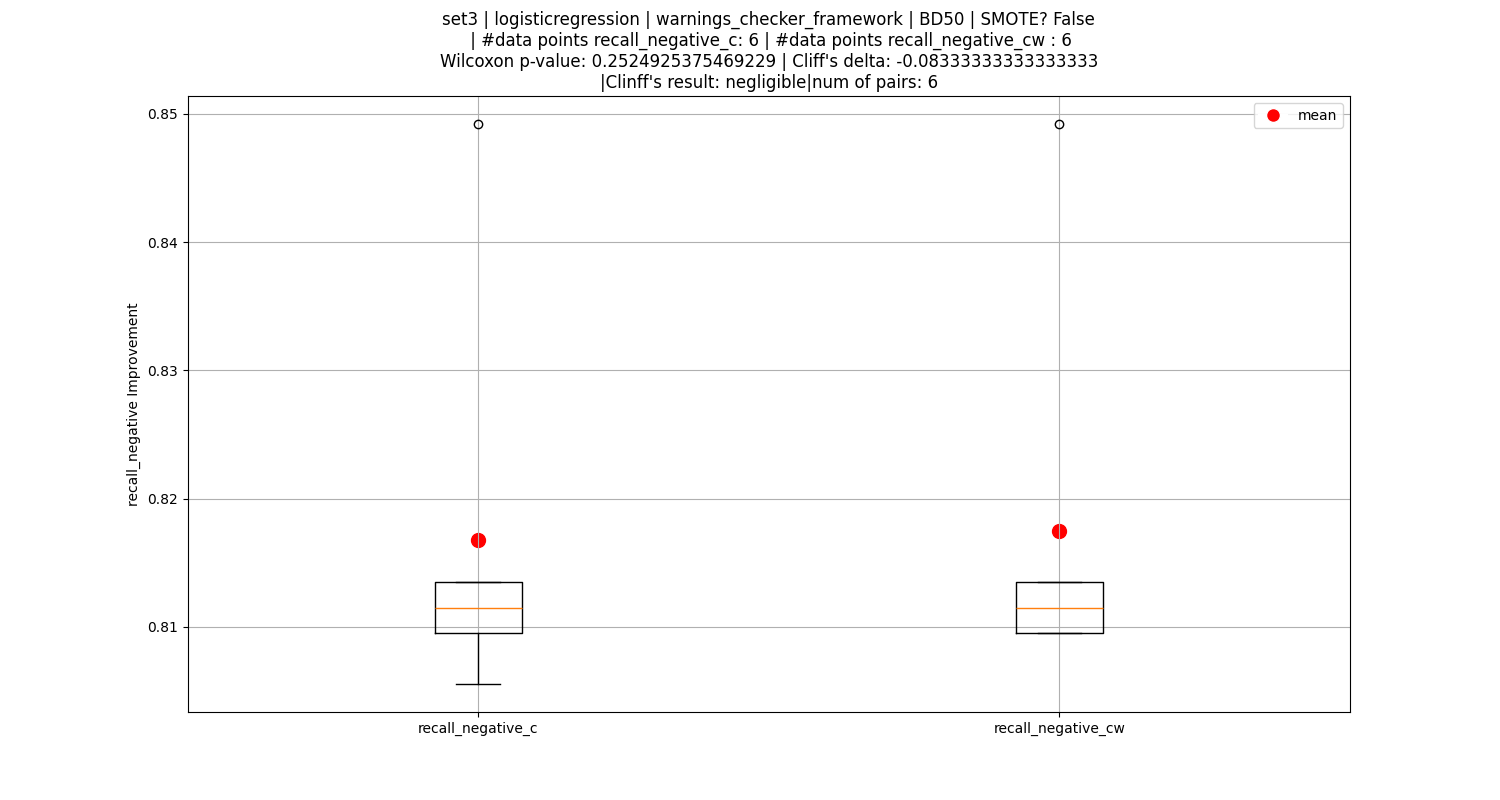 set3 | logisticregression | warnings_checker_framework | BD50 | SMOTE? False
| #data points recall_negative_c: 6 | #data points recall_negative_cw : 6
Wilcoxon p-value: 0.2524925375469229 | Cliff's delta: -0.08333333333333333
|Clinff's result: negligible|num of pairs: 6
mean
0.85
0.84
0.83
0.82
0.81
recall_negative Improvement
recall_negative_c
recall_negative_cw